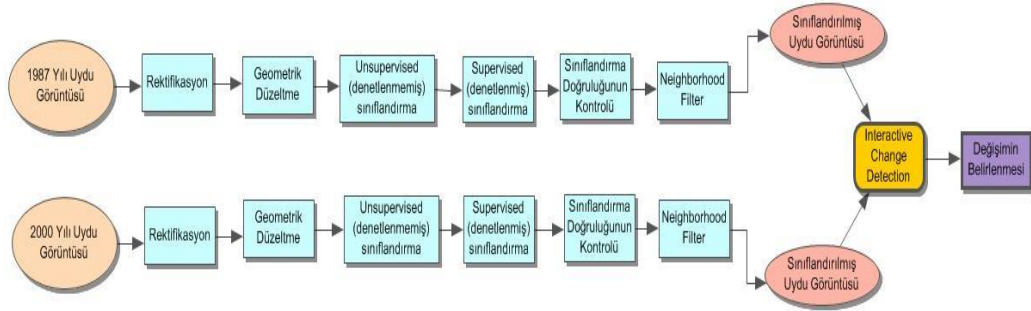 1987 Yılı Uydu
Görüntüsü
Rektifikasyon
Geometrik
Düzeltme
Unsupervised
(denetlenmemiş)
sınıflandırma
Supervised
(denetlenmiş)
sınıflandırma
Sınıflandırma
Doğruluğunun
Kontrolü
Neighborhood
Filter
Sınıflandırılmış
Uydu Görüntüsü
Interactive
Change
Detection
Değişimin
Belirlenmesi
2000 Yılı Uydu
Görüntüsü
Rektifikasyon
Geometrik
Düzeltme
Unsupervised
(denetlenmemiş)
sınıflandırma
Supervised
(denetlenmiş)
sınıflandırma
Sınıflandırma
Doğruluğunun
Kontrolü
Neighborhood
Filter
Sınıflandırılmış
Uydu Görüntüsü